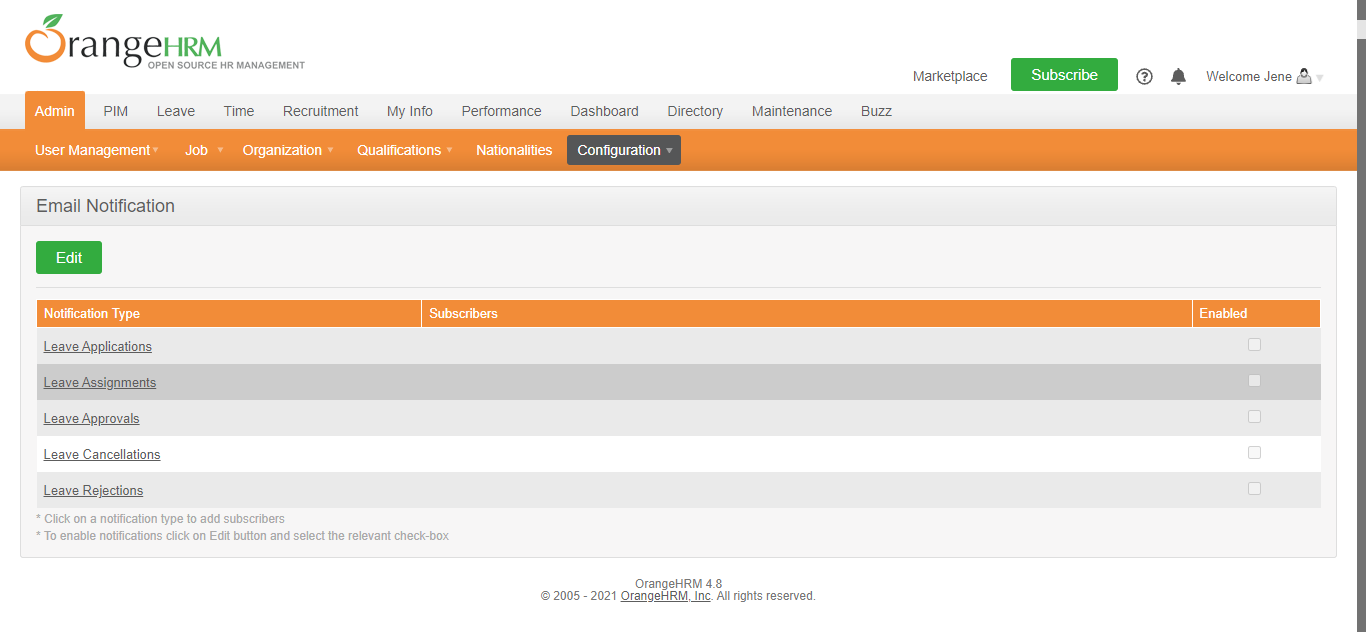 OrangeHRM
OPEN SOURCE HR MANAGEMENT
Marketplace Subscribe Welcome Jene
Admin PIM Leave Time Recruitment My Info Performance Dashboard Directory Maintenance Buzz
User Management Job Organization Qualifications Nationalities Configuration
Email Notification
Edit
Notification Type Subscribers Enabled
Leave Applications
Leave Assignments
Leave Approvals
Leave Cancellations
Leave Rejections
* Click on a notification type to add subscribers
* To enable notifications click on Edit button and select the relevant check-box
OrangeHRM 4.8
© 2005 - 2021 OrangeHRM, Inc. All rights reserved.